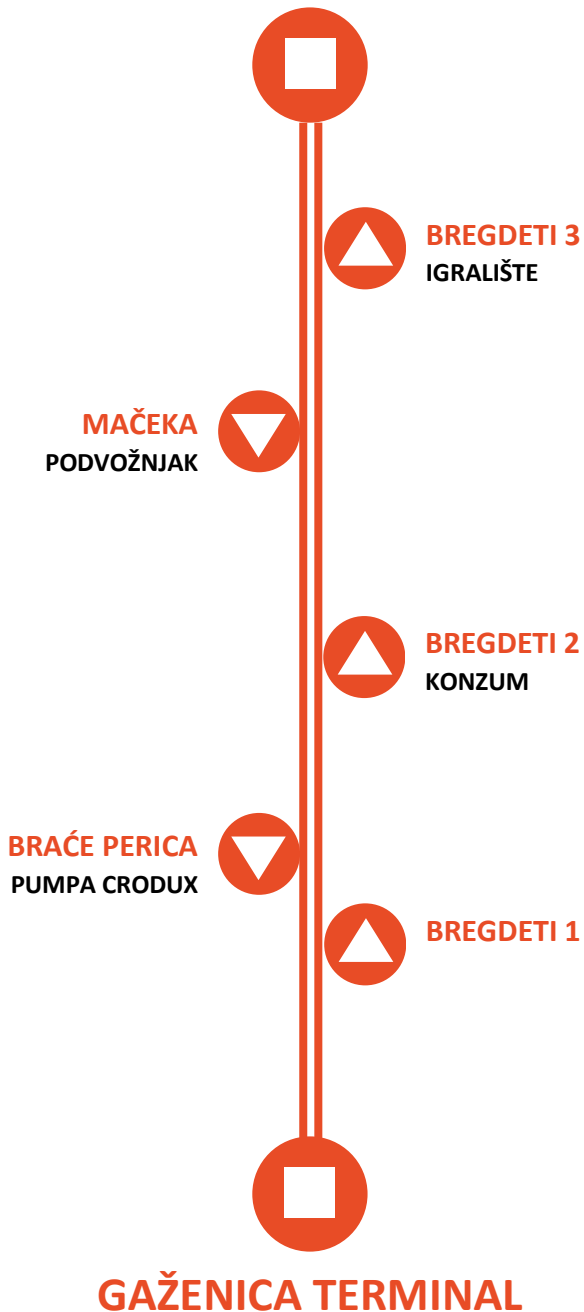 BREGDETI 3
IGRALIŠTE
MAČEKA
PODVOŽNJAK
BREGDETI 2
KONZUM
BRAĆE PERICA
PUMPA CRODUX
BREGDETI 1
GAŽENICA TERMINAL